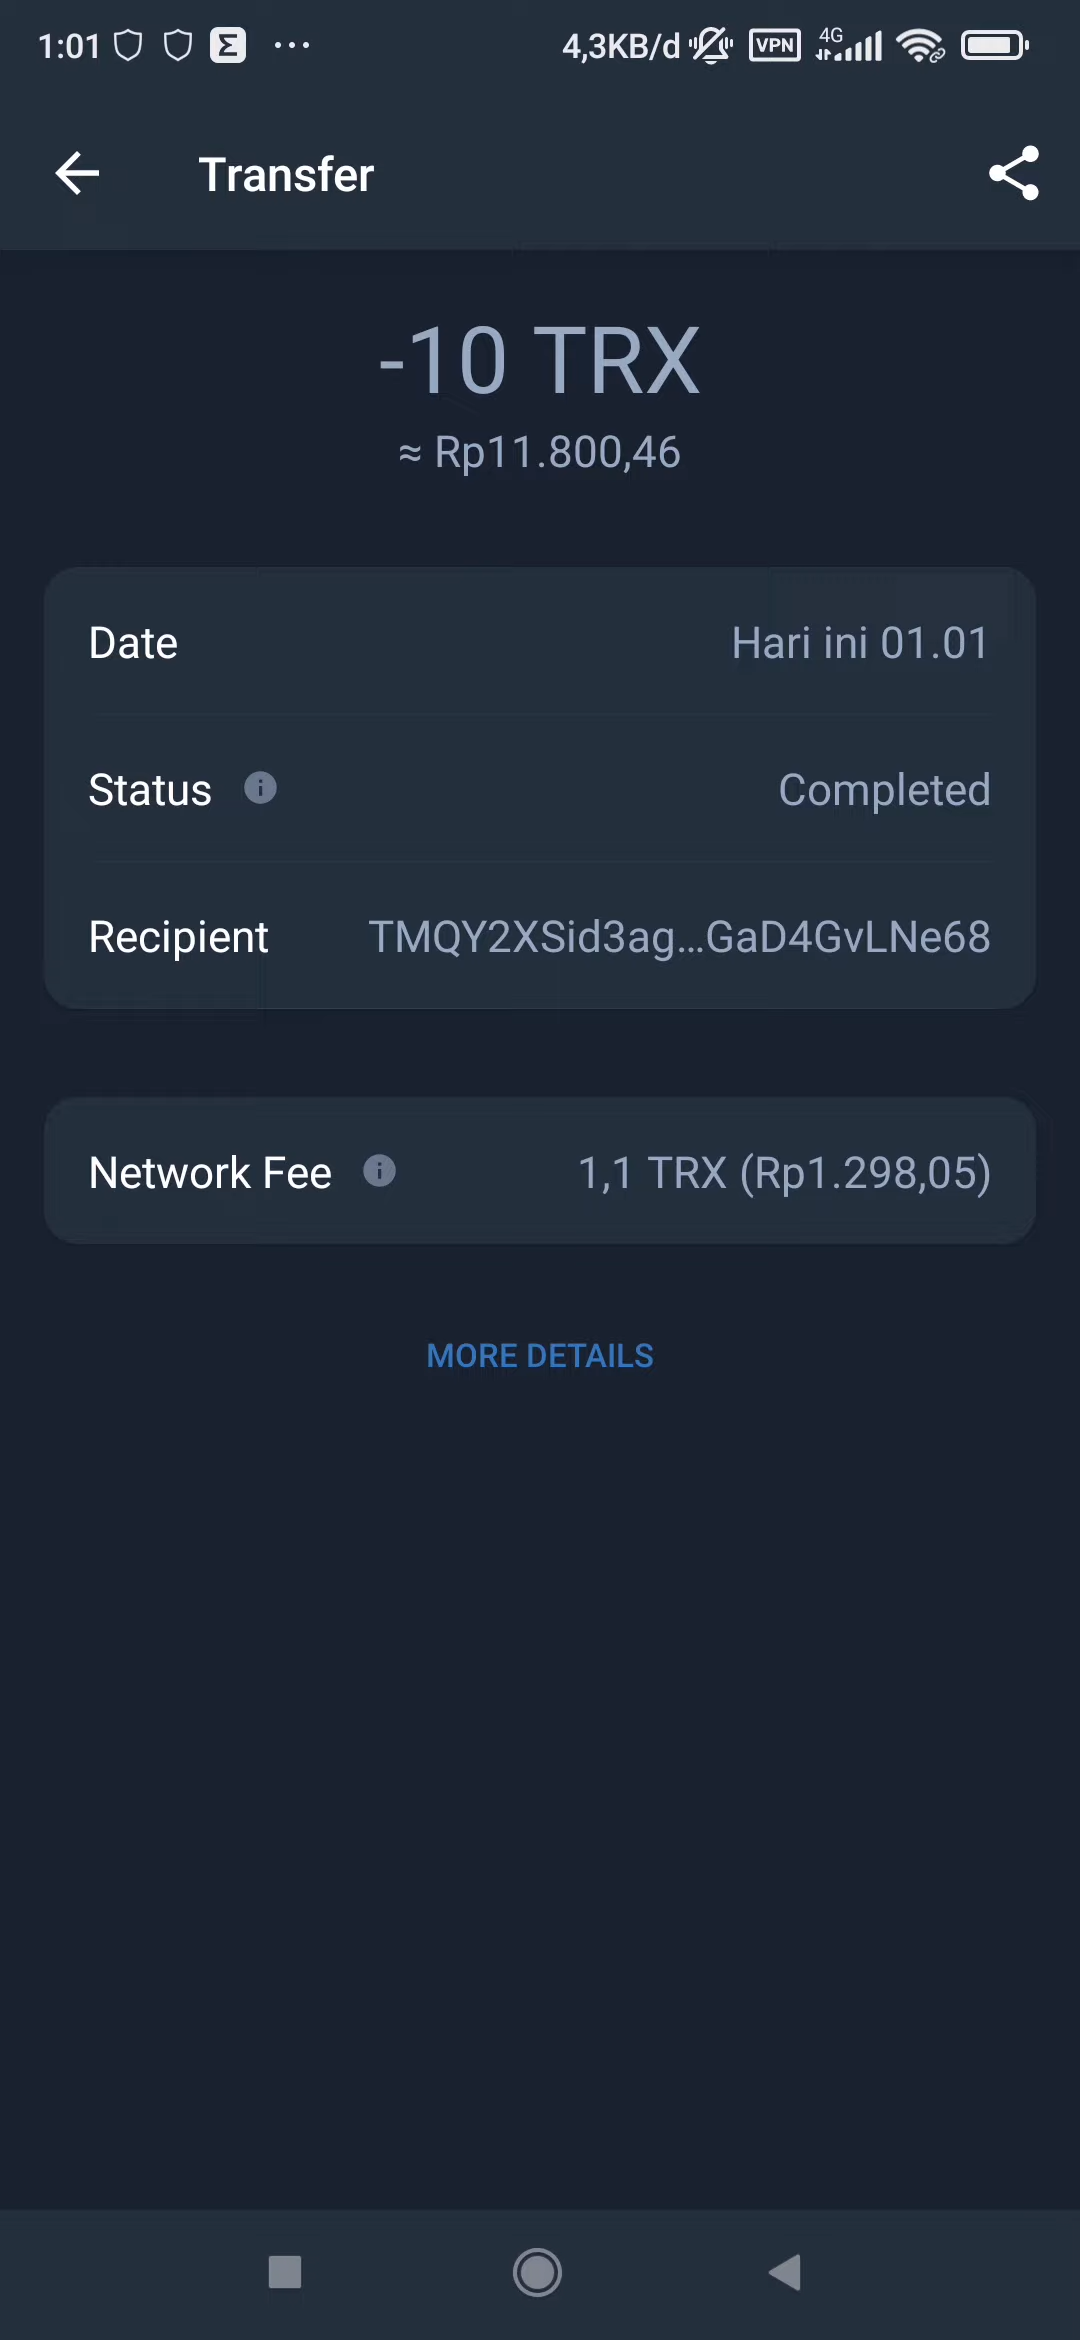 1:01 4,3KB/d VPN 4G
Transfer
-10 TRX
≈ Rp11.800,46
Date Hari ini 01.01
Status Completed
Recipient TMQY2XSid3ag...GaD4GvLNe68
Network Fee 1,1 TRX (Rp1.298,05)
MORE DETAILS